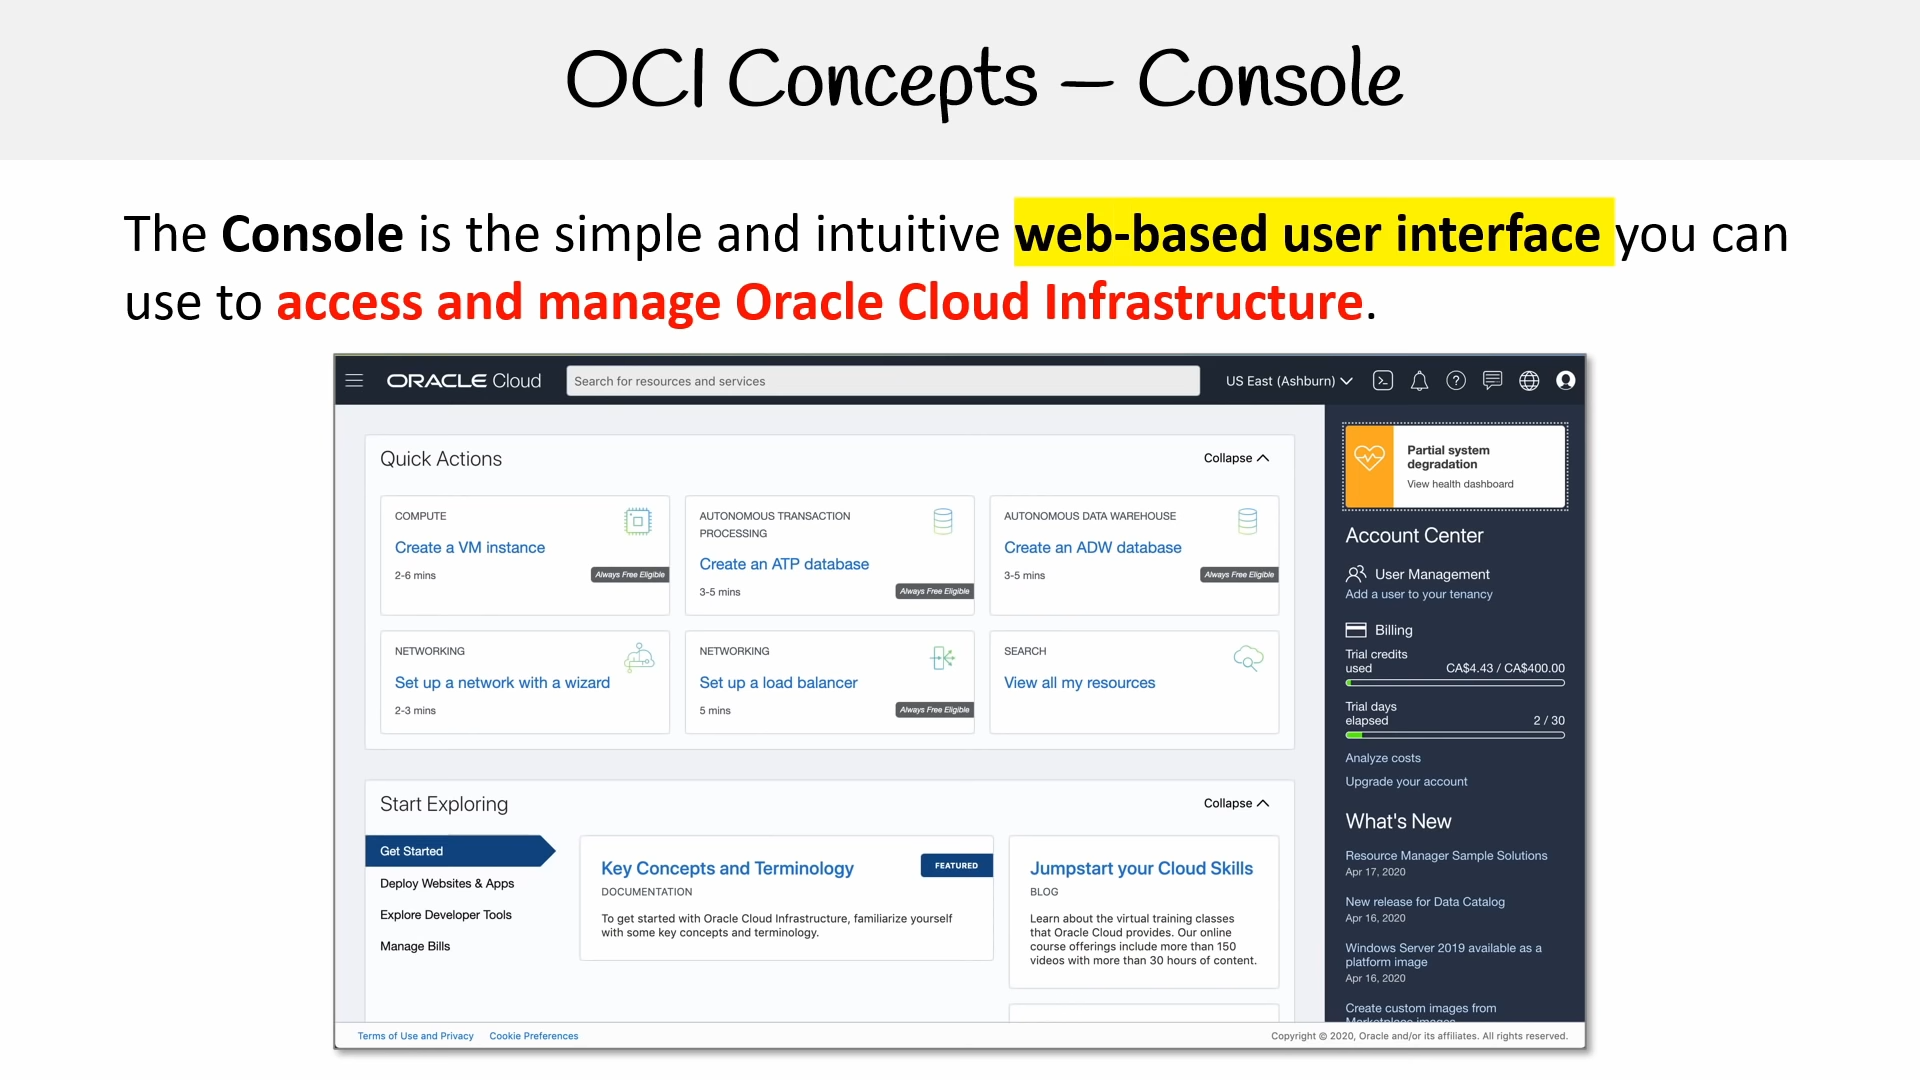 OCI Concepts – Console
The Console is the simple and intuitive web-based user interface you can
use to access and manage Oracle Cloud Infrastructure.
ORACLE Cloud
Search for resources and services
US East (Ashburn)
Quick Actions
Collapse
COMPUTE
Create a VM instance
2-6 mins
Always Free Eligible
AUTONOMOUS TRANSACTION
PROCESSING
Create an ATP database
3-5 mins
Always Free Eligible
AUTONOMOUS DATA WAREHOUSE
Create an ADW database
3-5 mins
Always Free Eligible
NETWORKING
Set up a network with a wizard
2-3 mins
NETWORKING
Set up a load balancer
5 mins
Always Free Eligible
SEARCH
View all my resources
Start Exploring
Collapse
Get Started
Deploy Websites & Apps
Explore Developer Tools
Manage Bills
Key Concepts and Terminology
FEATURED
DOCUMENTATION
To get started with Oracle Cloud Infrastructure, familiarize yourself
with some key concepts and terminology.
Jumpstart your Cloud Skills
BLOG
Learn about the virtual training classes
that Oracle Cloud provides. Our online
course offerings include more than 150
videos with more than 30 hours of content.
Partial system
degradation
View health dashboard
Account Center
User Management
Add a user to your tenancy
Billing
Trial credits
used CA$4.43 / CA$400.00
Trial days
elapsed 2 / 30
Analyze costs
Upgrade your account
What's New
Resource Manager Sample Solutions
Apr 17, 2020
New release for Data Catalog
Apr 16, 2020
Windows Server 2019 available as a
platform image
Apr 16, 2020
Create custom images from
Marketplace images
Terms of Use and Privacy
Cookie Preferences
Copyright © 2020, Oracle and/or its affiliates. All rights reserved.